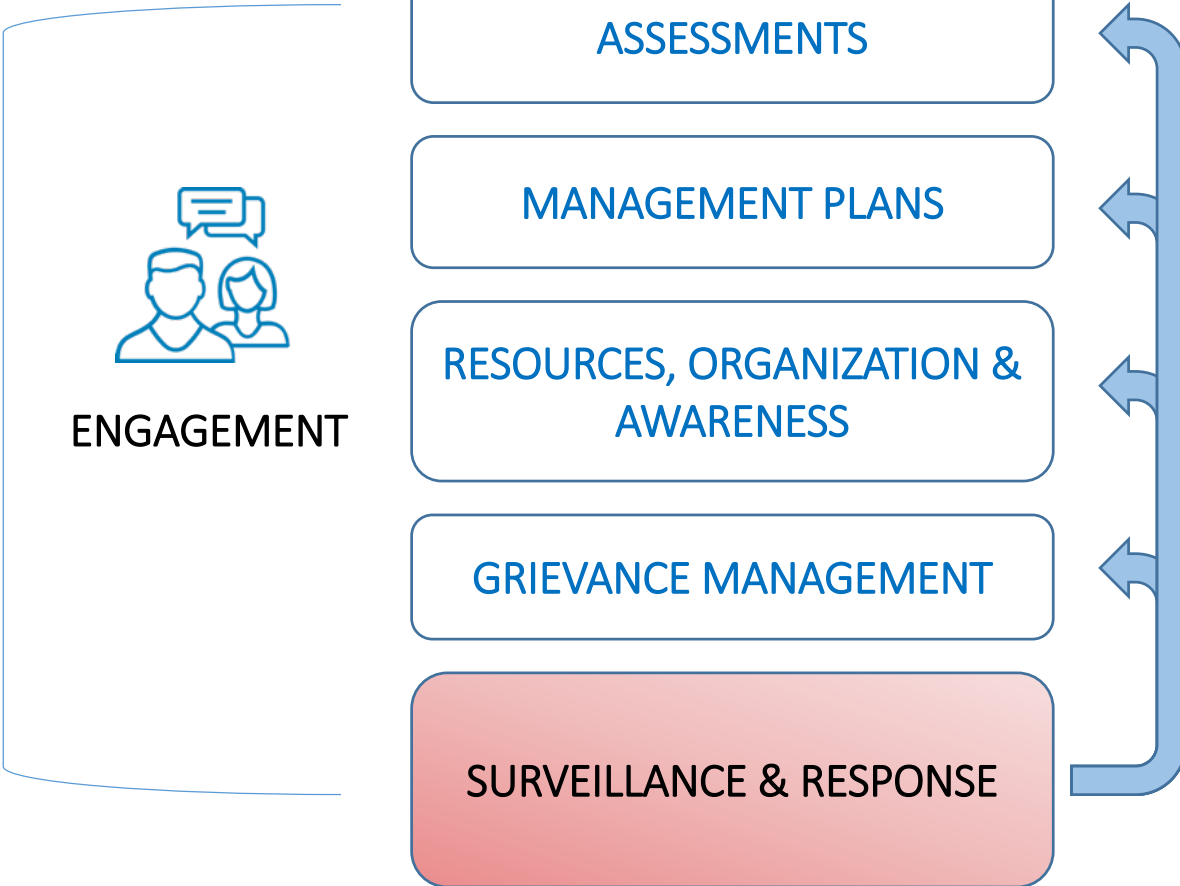 ASSESSMENTS
MANAGEMENT PLANS
RESOURCES, ORGANIZATION &
AWARENESS
ENGAGEMENT
GRIEVANCE MANAGEMENT
SURVEILLANCE & RESPONSE